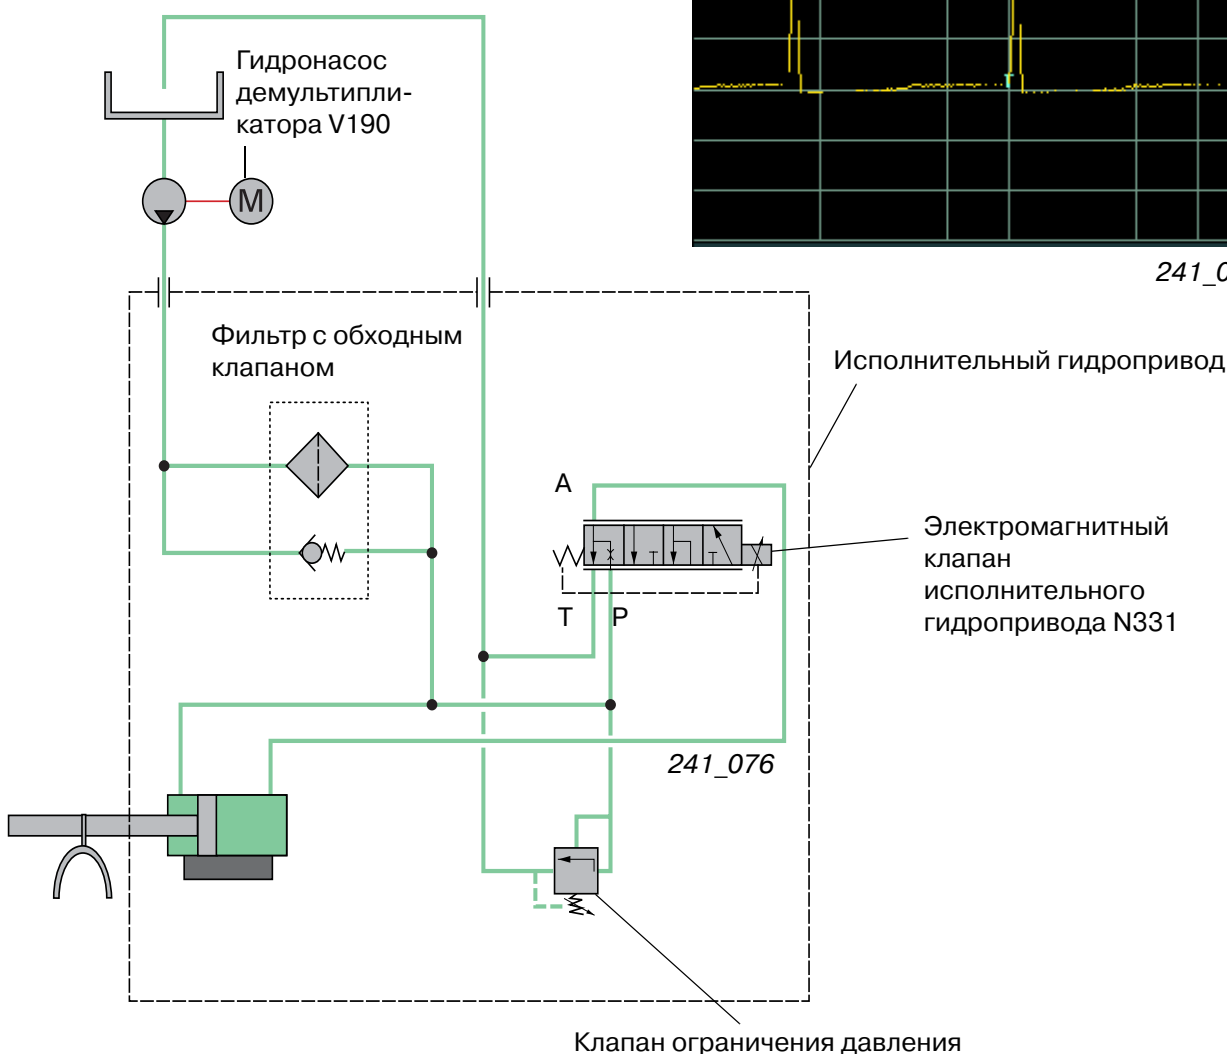 Гидронасос
демультипли-
катора V190
M
241_0
Фильтр с обходным
клапаном
Исполнительный гидропривод
A
Электромагнитный
клапан
исполнительного
гидропривода N331
T P
241_076
Клапан ограничения давления